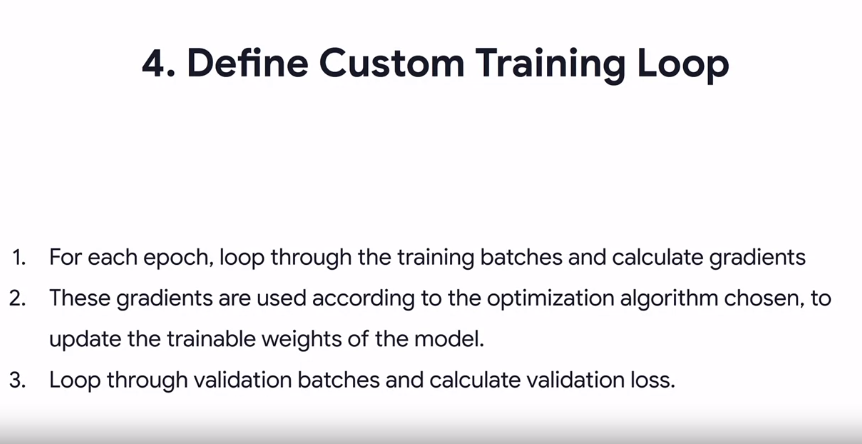 4. Define Custom Training Loop
1. For each epoch, loop through the training batches and calculate gradients
2. These gradients are used according to the optimization algorithm chosen, to
update the trainable weights of the model.
3. Loop through validation batches and calculate validation loss.